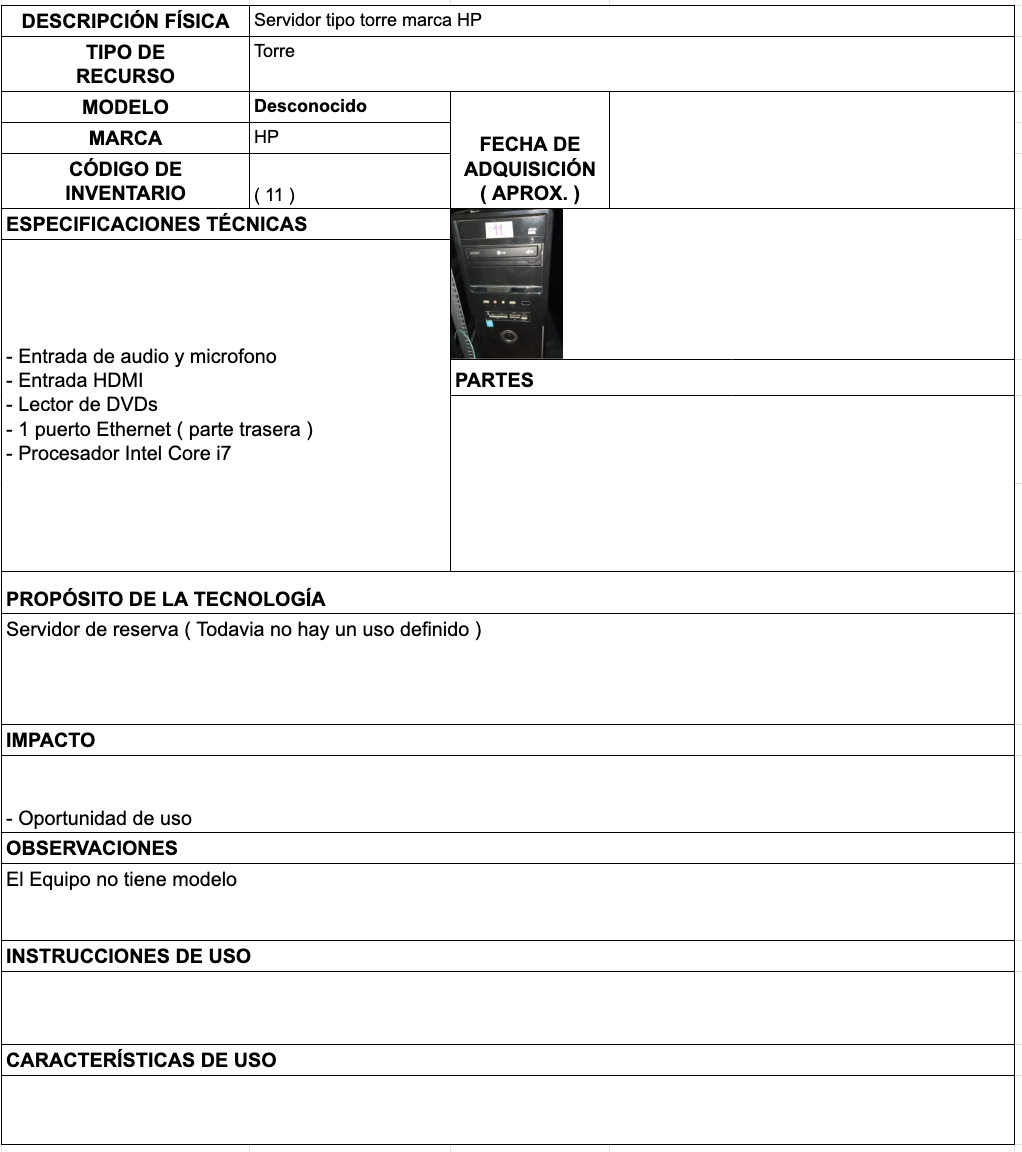 DESCRIPCIÓN FÍSICA
Servidor tipo torre marca HP
TIPO DE
RECURSO
Torre
MODELO
Desconocido
MARCA
HP
CÓDIGO DE
INVENTARIO
( 11 )
FECHA DE
ADQUISICIÓN
( APROX. )
ESPECIFICACIONES TÉCNICAS
- Entrada de audio y microfono
- Entrada HDMI
- Lector de DVDs
- 1 puerto Ethernet ( parte trasera )
- Procesador Intel Core i7
11
PARTES
PROPÓSITO DE LA TECNOLOGÍA
Servidor de reserva ( Todavia no hay un uso definido )
IMPACTO
- Oportunidad de uso
OBSERVACIONES
El Equipo no tiene modelo
INSTRUCCIONES DE USO
CARACTERÍSTICAS DE USO